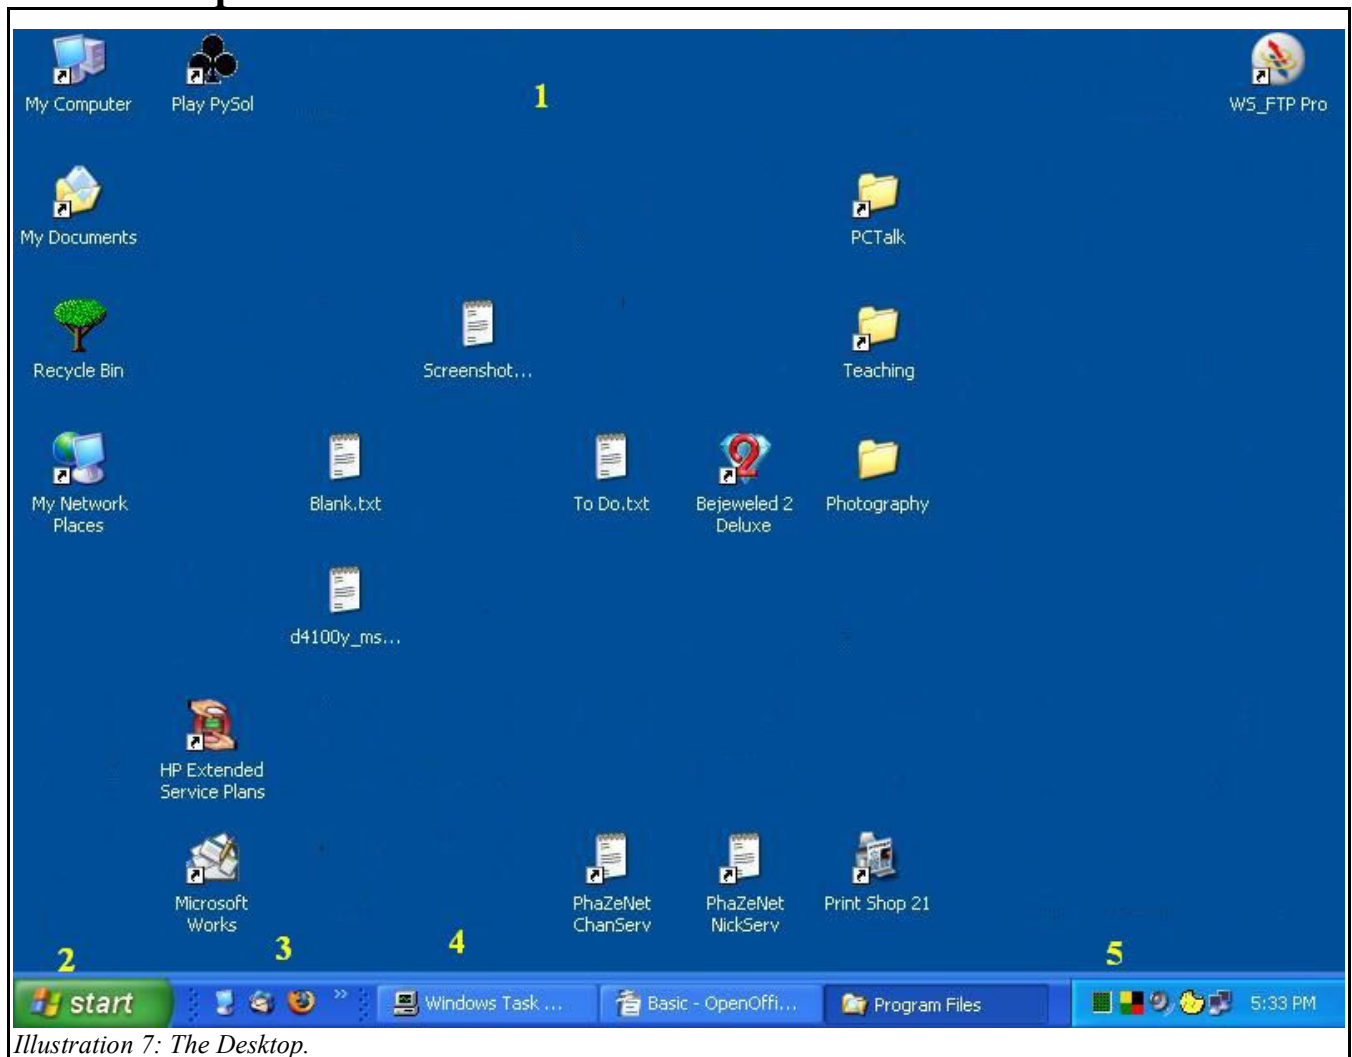 1
My Computer
Play PySol
WS_FTP Pro
My Documents
PCTalk
Recycle Bin
Screenshot...
Teaching
My Network
Places
Blank.txt
To Do.txt
Bejeweled 2
Deluxe
Photography
d4100y_ms...
HP Extended
Service Plans
Microsoft
Works
PhaZeNet
ChanServ
PhaZeNet
NickServ
Print Shop 21
2
3
4
5
start
»
Windows Task ...
Basic - OpenOffi...
Program Files
5:33 PM
Illustration 7: The Desktop.